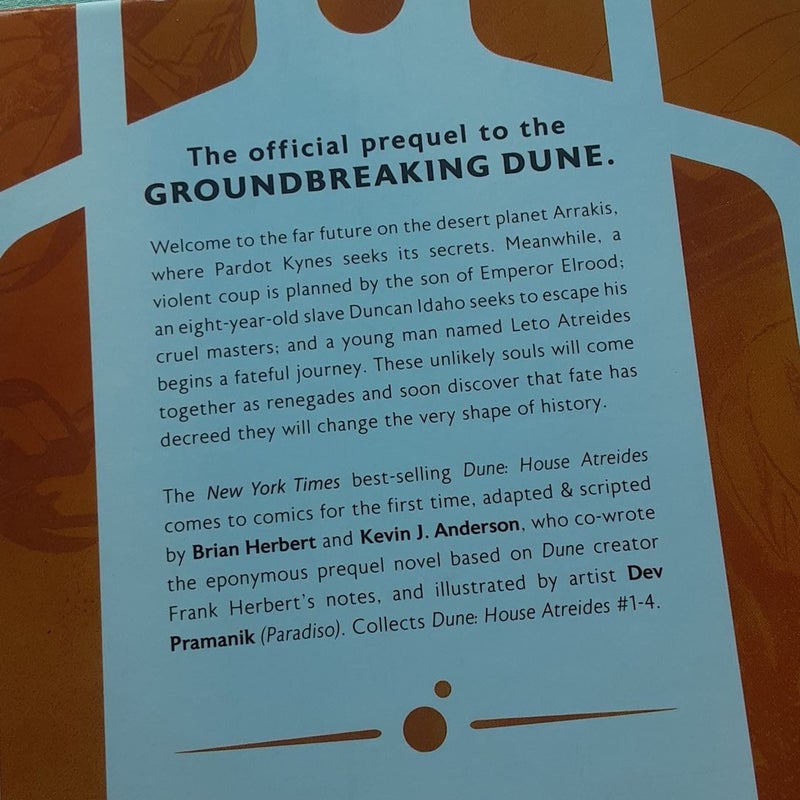 The official prequel to the
GROUNDBREAKING DUNE.
Welcome to the far future on the desert planet Arrakis,
where Pardot Kynes seeks its secrets. Meanwhile, a
violent coup is planned by the son of Emperor Elrood;
an eight-year-old slave Duncan Idaho seeks to escape his
cruel masters; and a young man named Leto Atreides
begins a fateful journey. These unlikely souls will come
together as renegades and soon discover that fate has
decreed they will change the very shape of history.
The New York Times best-selling Dune: House Atreides
comes to comics for the first time, adapted & scripted
by Brian Herbert and Kevin J. Anderson, who co-wrote
the eponymous prequel novel based on Dune creator
Frank Herbert's notes, and illustrated by artist Dev
Pramanik (Paradiso). Collects Dune: House Atreides #1-4.